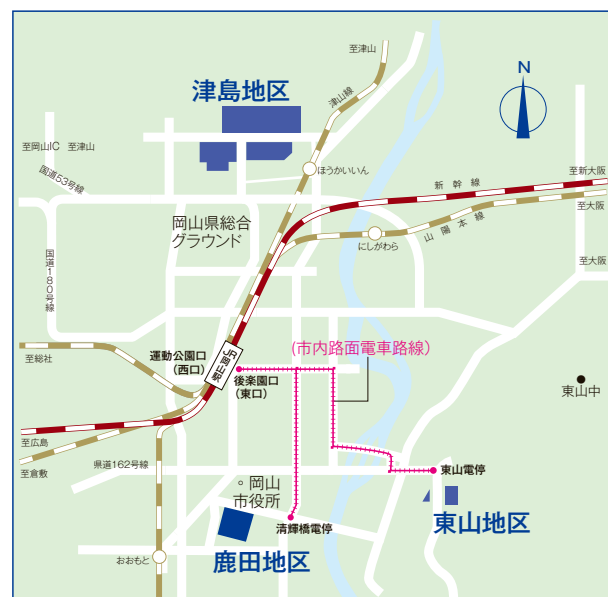 至津山
N
津島地区
津山線
至岡山IC 至津山
国道53号線
ほうかいいん
新幹線
至新大阪
至大阪
山陽本線
にしがわら
岡山県総合
グラウンド
国道180号線
至大阪
至総社
運動公園口
(西口)
JR岡山駅
(市内路面電車路線)
後楽園口
(東口)
東山中
至広島
至倉敷
県道162号線
岡山
市役所
東山電停
東山地区
清輝橋電停
鹿田地区
おおもと